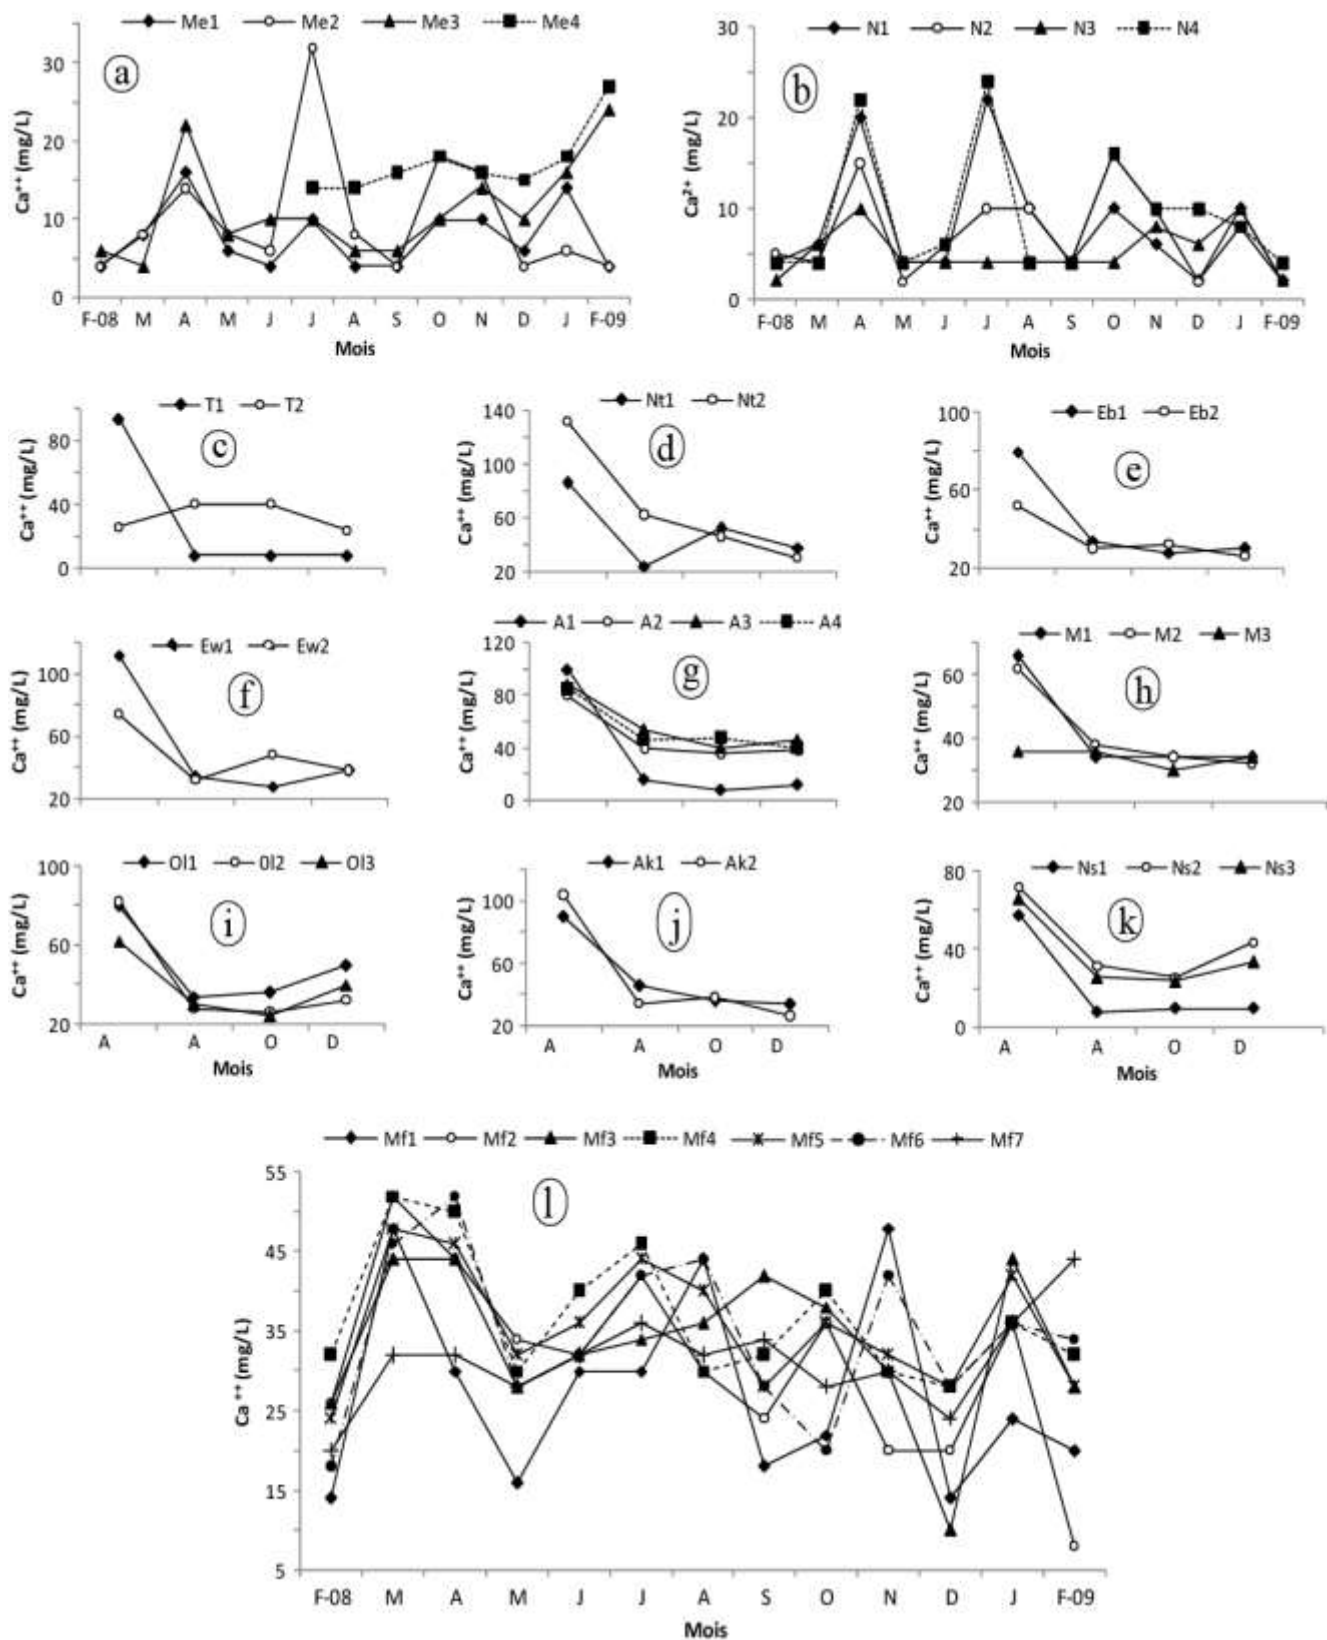 Me1 Me2 Me3 Me4
a
Ca⁺⁺ (mg/L)
30
20
10
0
F-08 M A M J J A S O N D J F-09
Mois
N1 N2 N3 N4
b
Ca²⁺ (mg/L)
30
20
10
0
F-08 M A M J J A S O N D J F-09
Mois
T1 T2
c
Ca⁺⁺ (mg/L)
80
40
0
Nt1 Nt2
d
Ca⁺⁺ (mg/L)
140
100
60
20
Eb1 Eb2
e
Ca⁺⁺ (mg/L)
100
60
20
Ew1 Ew2
f
Ca⁺⁺ (mg/L)
100
60
20
A1 A2 A3 A4
g
Ca⁺⁺ (mg/L)
120
80
40
0
M1 M2 M3
h
Ca⁺⁺ (mg/L)
60
40
20
Ol1 0l2 Ol3
i
Ca⁺⁺ (mg/L)
100
60
20
A A O D
Mois
Ak1 Ak2
j
Ca⁺⁺ (mg/L)
100
60
20
A A O D
Mois
Ns1 Ns2 Ns3
k
Ca⁺⁺ (mg/L)
80
40
0
A A O D
Mois
Mf1 Mf2 Mf3 Mf4 Mf5 Mf6 Mf7
l
Ca ⁺⁺ (mg/L)
55
45
35
25
15
5
F-08 M A M J J A S O N D J F-09
Mois